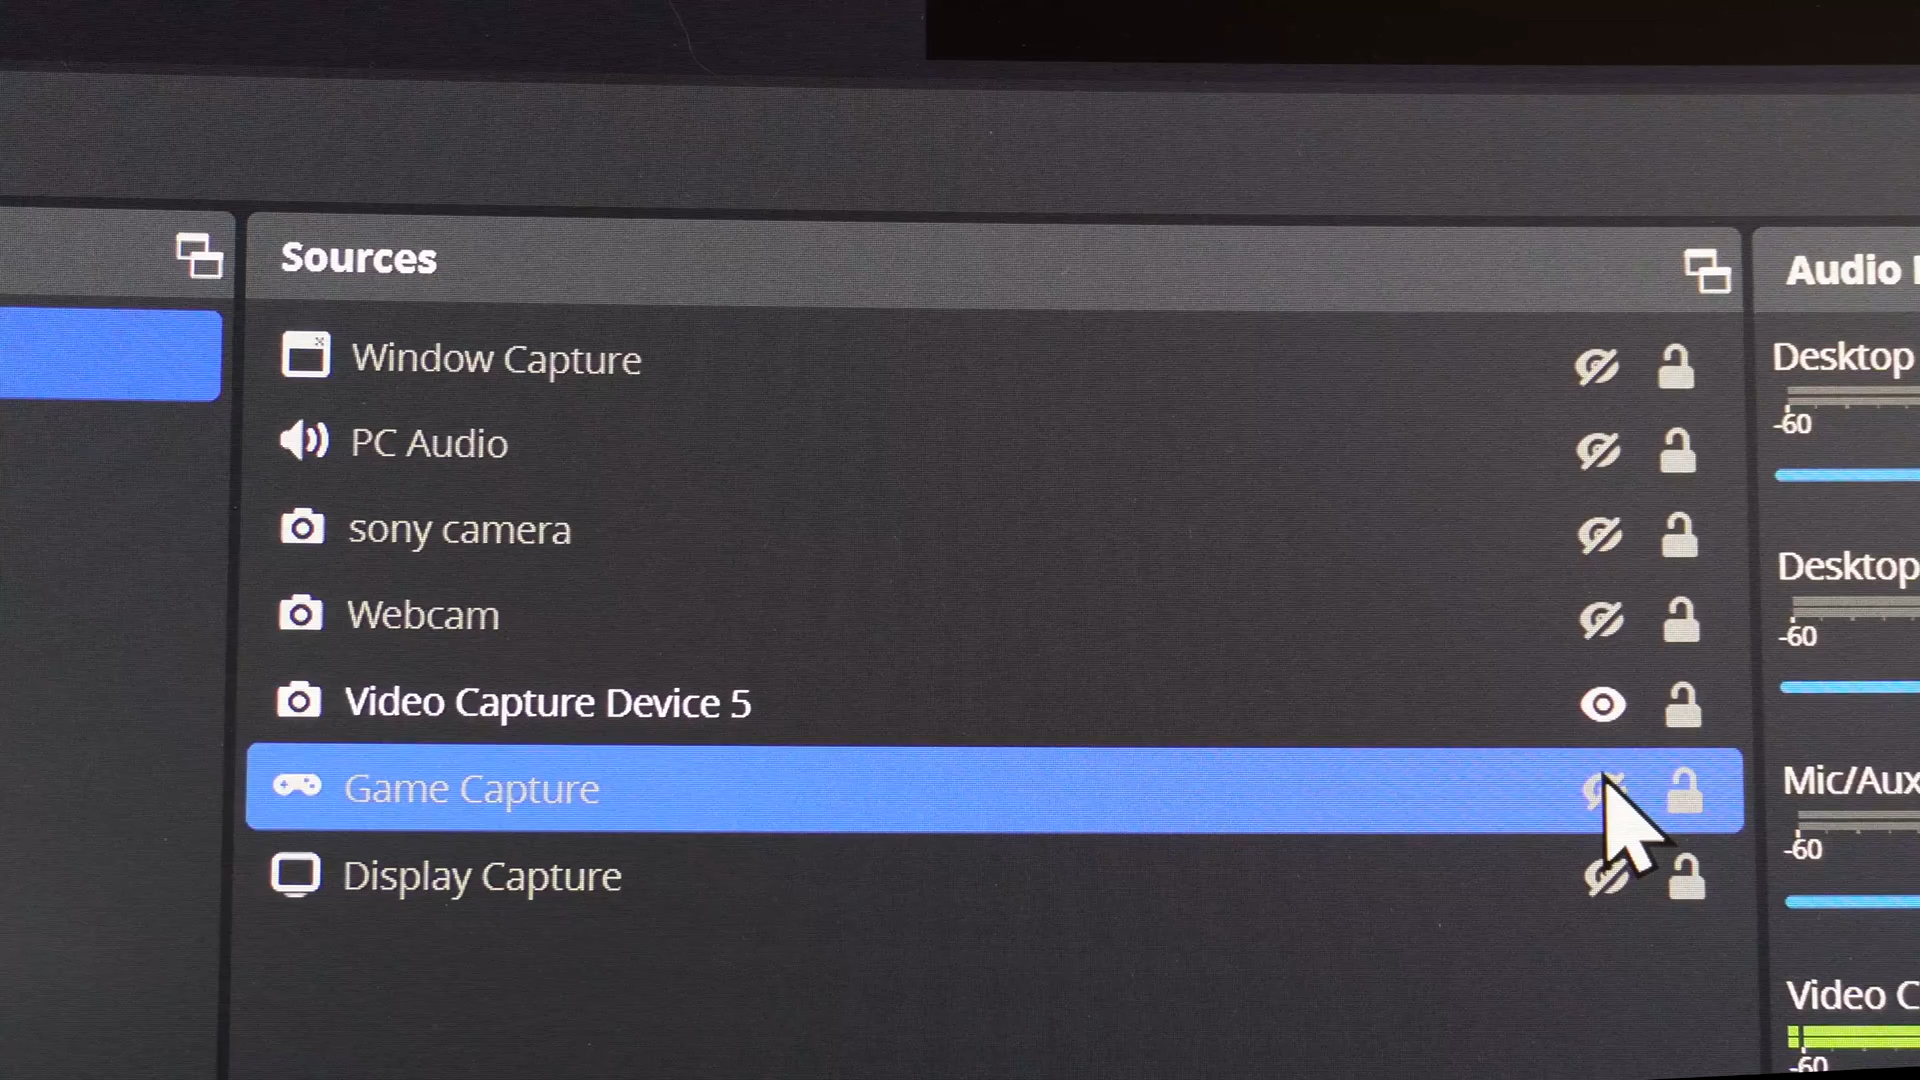 Sources
Window Capture
PC Audio
sony camera
Webcam
Video Capture Device 5
Game Capture
Display Capture
Audio
Desktop
-60
Desktop
-60
Mic/Aux
-60
Video C
-60